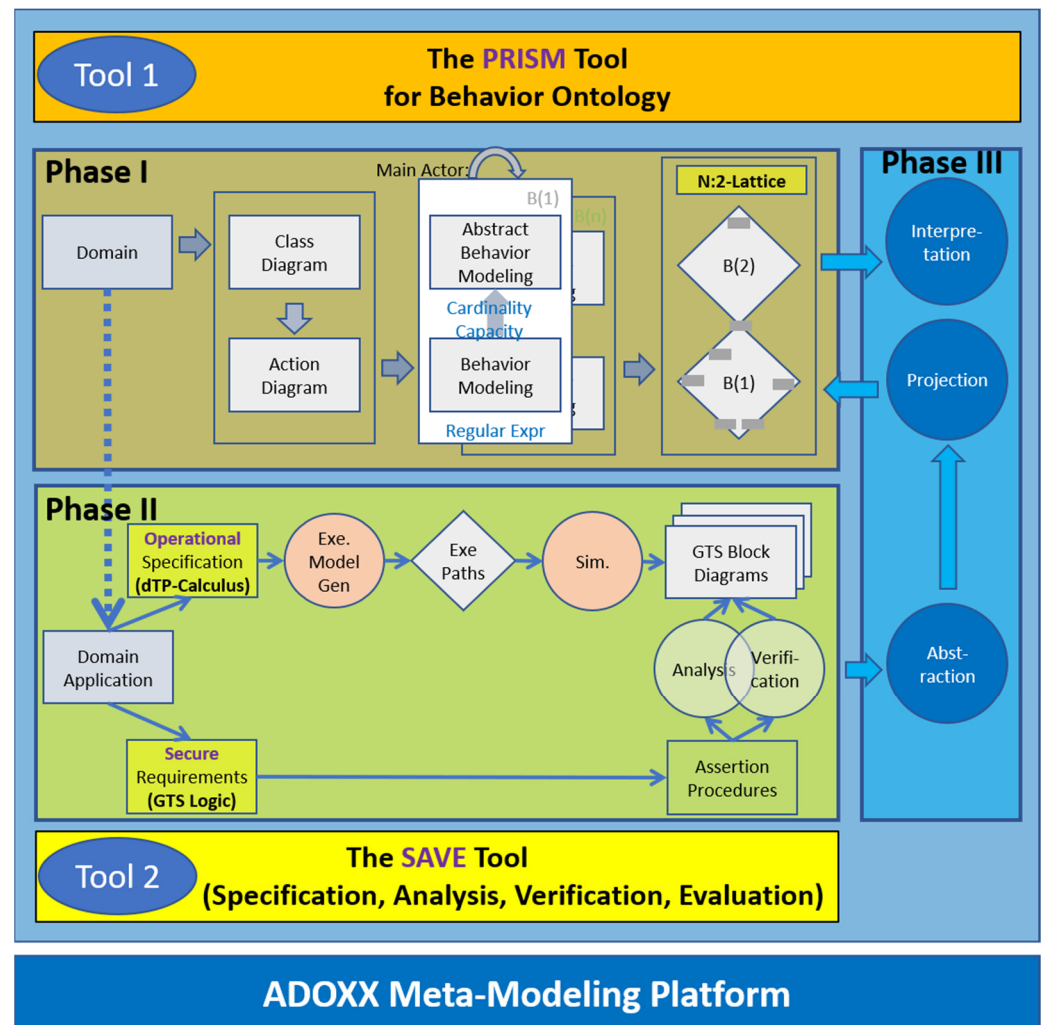 Tool 1
The PRISM Tool
for Behavior Ontology
Phase I
Domain
Class
Diagram
Action
Diagram
Main Actor:
B(1)
Abstract
Behavior
Modeling
Cardinality
Capacity
Behavior
Modeling
Regular Expr
B(n)
g
g
N:2-Lattice
B(2)
B(1)
Phase III
Interpre-
tation
Projection
Abst-
raction
Phase II
Operational
Specification
(dTP-Calculus)
Exe.
Model
Gen
Exe
Paths
Sim.
GTS Block
Diagrams
Domain
Application
Analysis
Verifi-
cation
Secure
Requirements
(GTS Logic)
Assertion
Procedures
Tool 2
The SAVE Tool
(Specification, Analysis, Verification, Evaluation)
ADOXX Meta-Modeling Platform